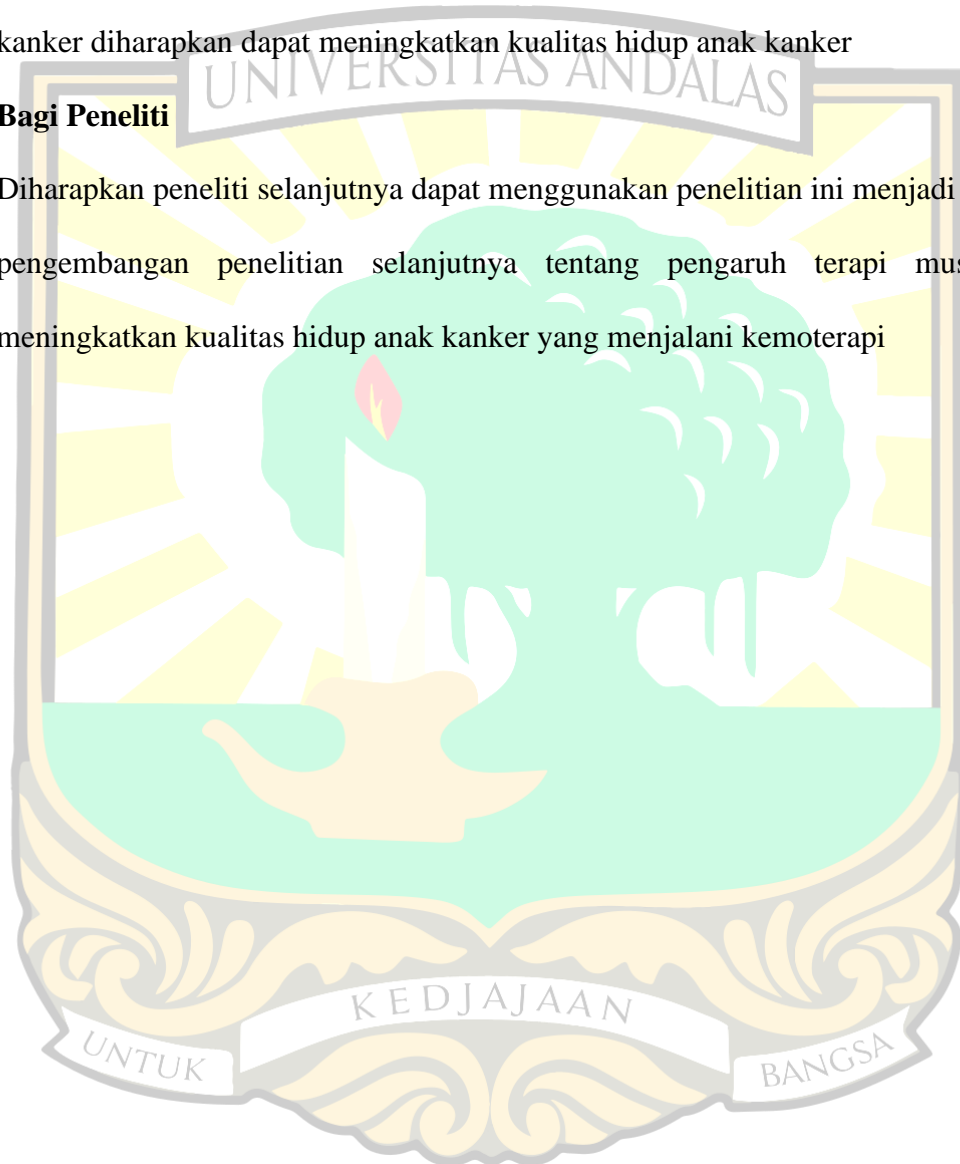 kanker diharapkan dapat meningkatkan kualitas hidup anak kanker
UNIVERSITAS ANDALAS
Bagi Peneliti
Diharapkan peneliti selanjutnya dapat menggunakan penelitian ini menjadi
pengembangan penelitian selanjutnya tentang pengaruh terapi
meningkatkan kualitas hidup anak kanker yang menjalani kemoterapi
KEDJAJAAN
UNTUK
BANGSA